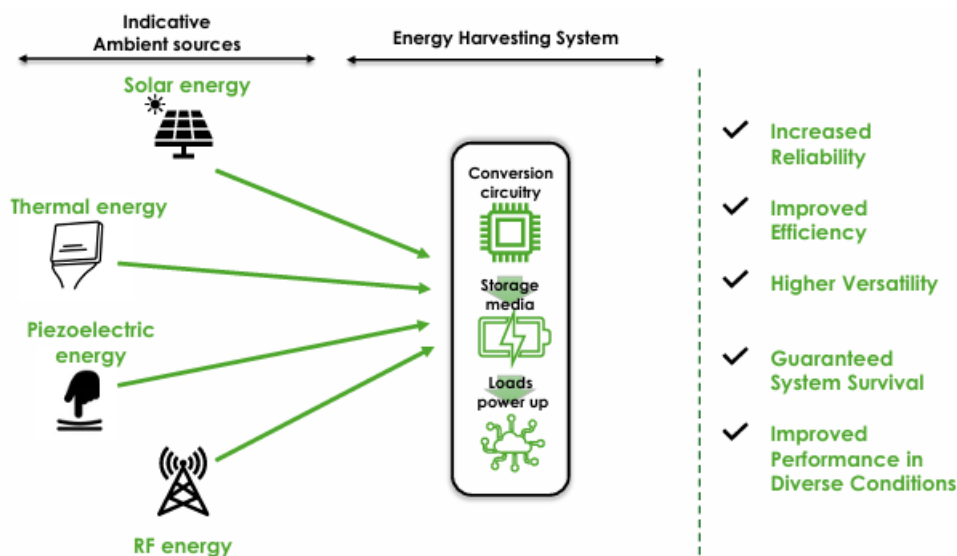 Indicative
Ambient sources
Energy Harvesting System
Solar energy
Thermal energy
Piezoelectric
energy
RF energy
Conversion
circuitry
Storage
media
Loads
power up
Increased
Reliability
Improved
Efficiency
Higher Versatility
Guaranteed
System Survival
Improved
Performance in
Diverse Conditions